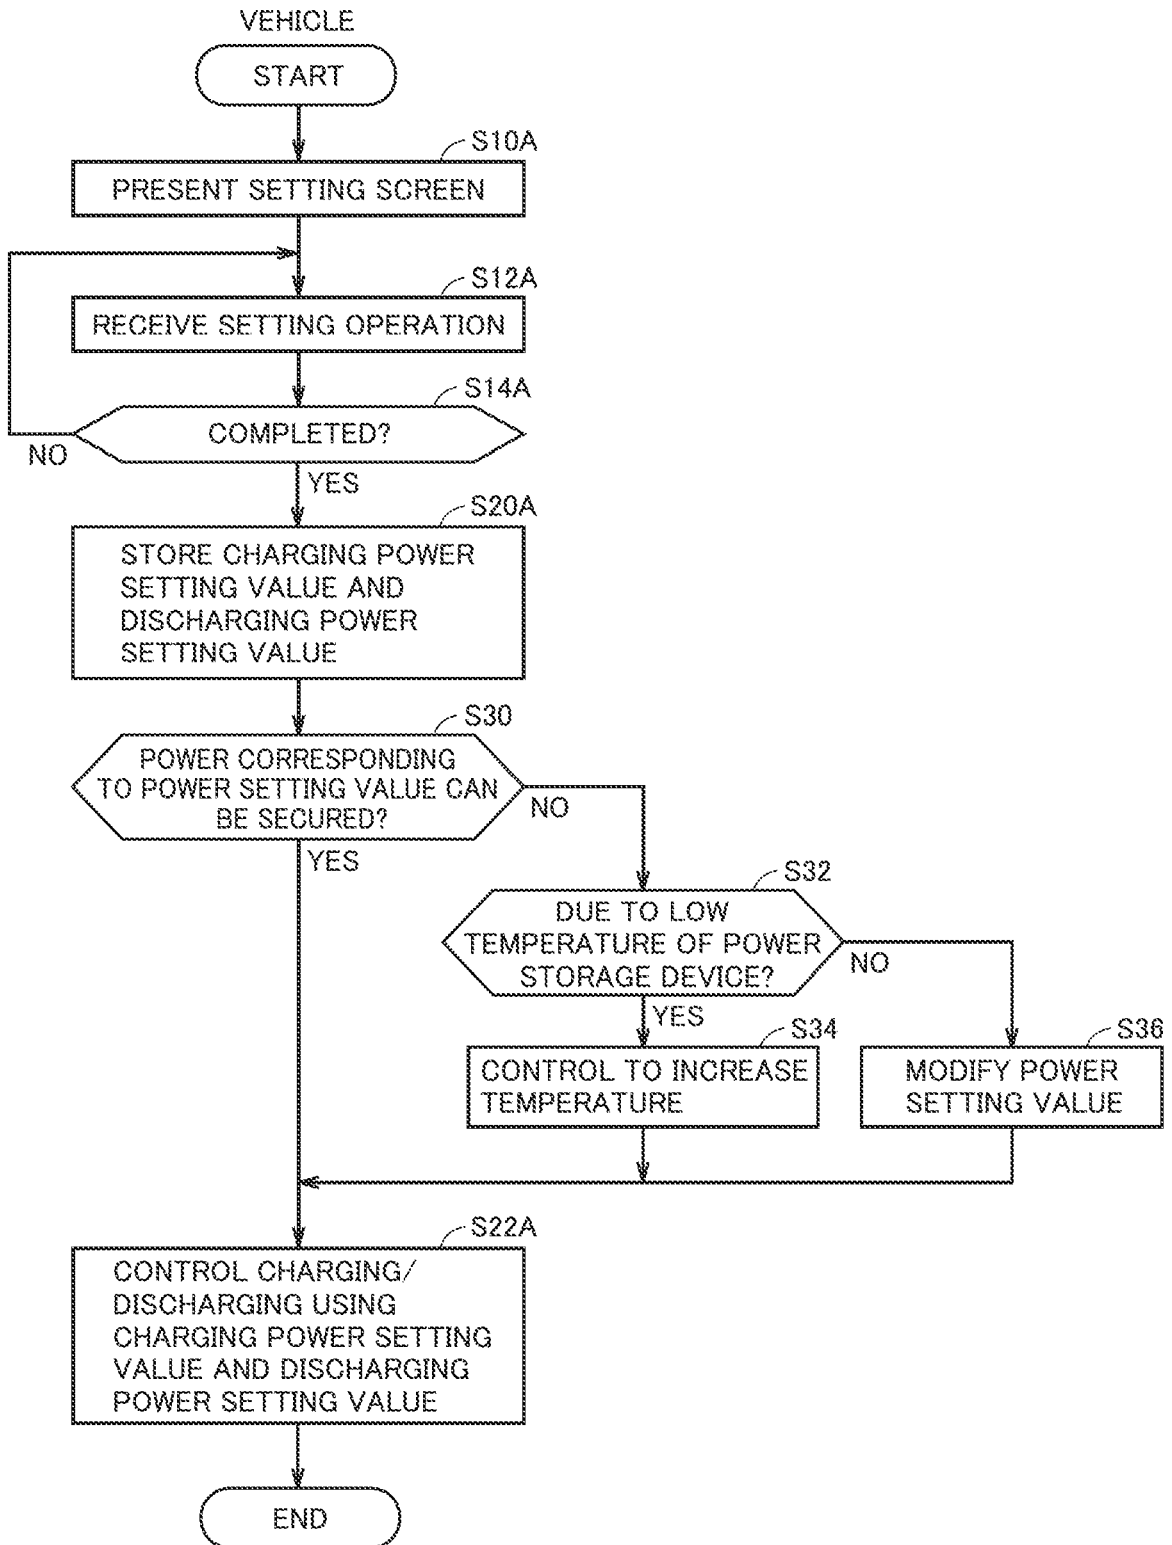 VEHICLE
START
S10A
PRESENT SETTING SCREEN
S12A
RECEIVE SETTING OPERATION
S14A
COMPLETED?
NO
YES
S20A
STORE CHARGING POWER
SETTING VALUE AND
DISCHARGING POWER
SETTING VALUE
S30
POWER CORRESPONDING
TO POWER SETTING VALUE CAN
BE SECURED?
NO
YES
S32
DUE TO LOW
TEMPERATURE OF POWER
STORAGE DEVICE?
NO
YES
S34
CONTROL TO INCREASE
TEMPERATURE
S36
MODIFY POWER
SETTING VALUE
S22A
CONTROL CHARGING/
DISCHARGING USING
CHARGING POWER SETTING
VALUE AND DISCHARGING
POWER SETTING VALUE
END